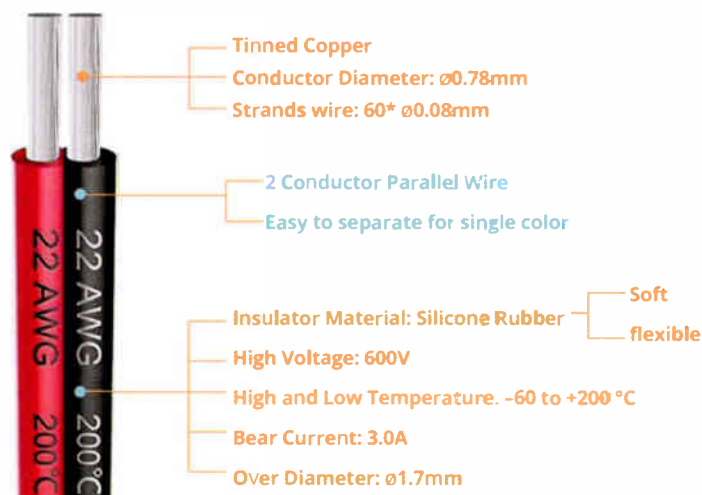 Tinned Copper
Conductor Diameter: ø0.78mm
Strands wire: 60* ø0.08mm
2 Conductor Parallel Wire
Easy to separate for single color
22 AWG
22 AWG
Insulator Material: Silicone Rubber
Soft
flexible
High Voltage: 600V
High and Low Temperature. -60 to +200 °C
Bear Current: 3.0A
Over Diameter: ø1.7mm
200°C
200°C